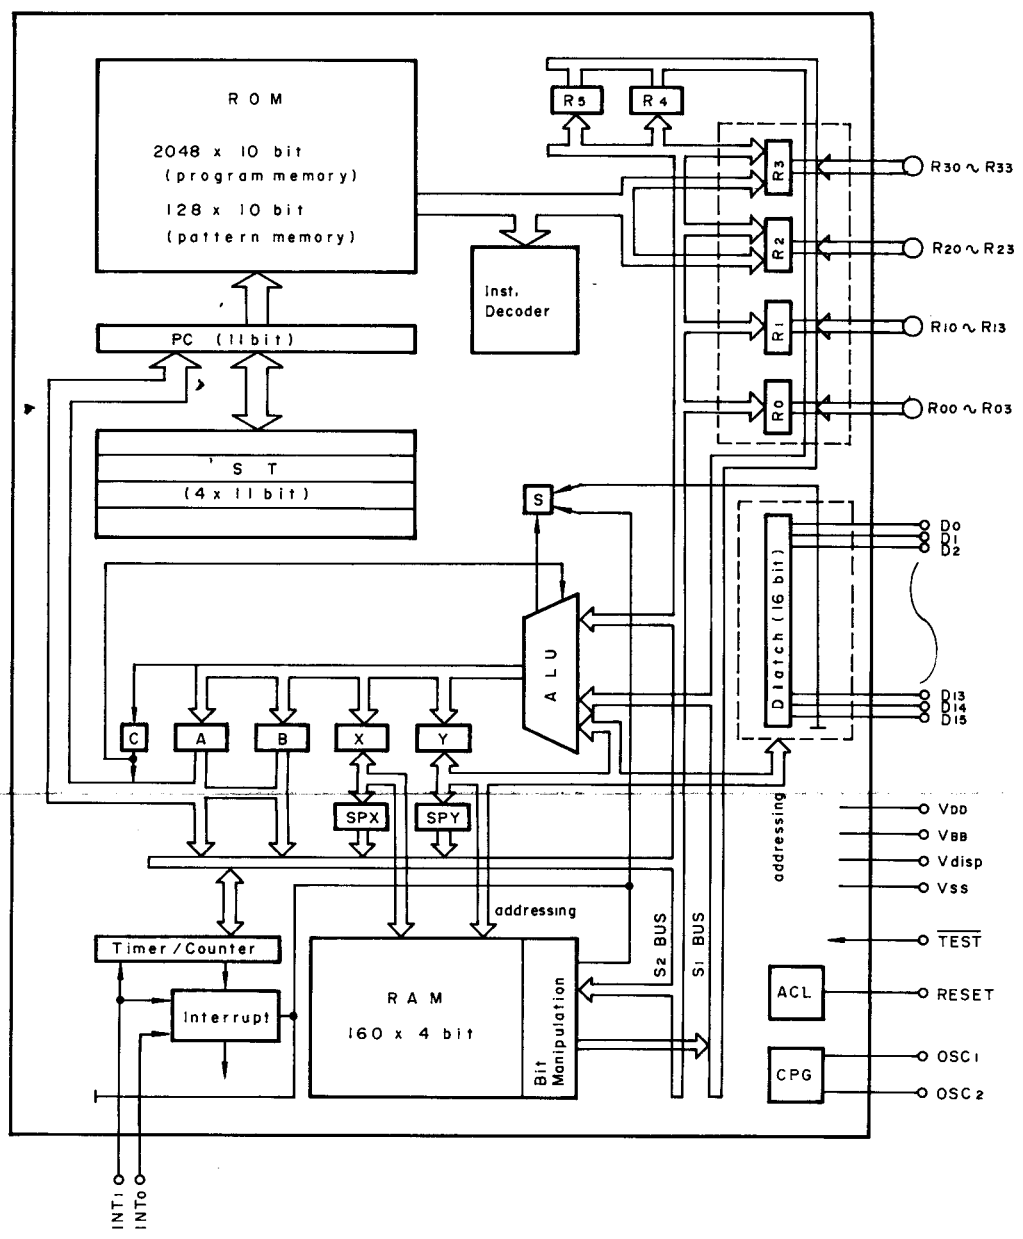 ROM
2048 x 10 bit
(program memory)
128 x 10 bit
(pattern memory)
R5
R4
R3
R30~R33
R2
R20~R23
Inst.
Decoder
R1
R10~R13
PC (11bit)
R0
R00~R03
ST
(4 x 11bit)
S
D0
D1
D2
D latch (16 bit)
ALU
D13
D14
D15
C
A
B
X
Y
SPX
SPY
addressing
VDD
VBB
Vdisp
VSS
addressing
TEST
Timer/Counter
S2 BUS
S1 BUS
RAM
160 x 4 bit
Bit
Manipulation
Interrupt
ACL
RESET
CPG
OSC1
OSC2
INT1
INT0